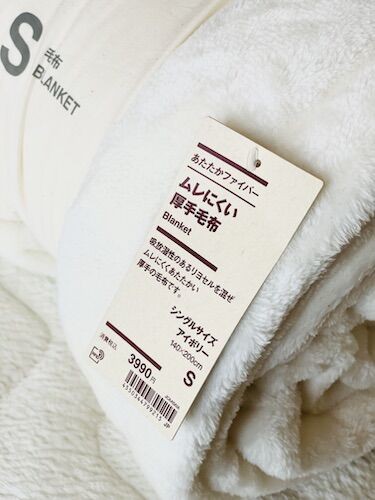 S
毛布
BLANKET
あたたかファイバー
ムレにくい
厚手毛布
Blanket
吸放湿性のあるリヨセルを混ぜ
ムレにくくあたたかい
厚手の毛布です。
シングルサイズ
アイボリー
140×200cm
S
消費税込
3990円
JP